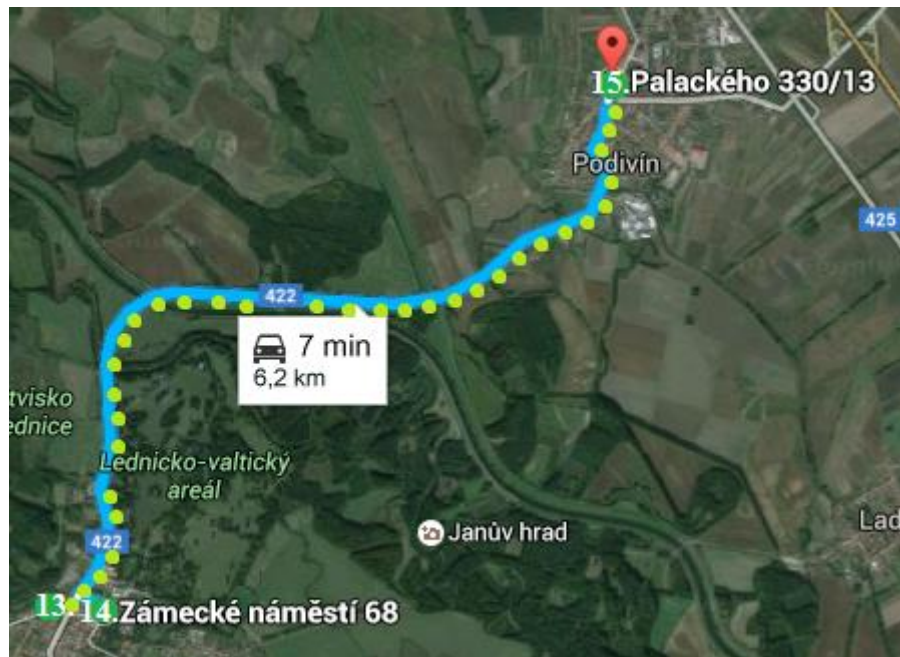 15.Palackého 330/13
Podivín
425
422
7 min
6,2 km
tvisko
ednice
Lednicko-valtický
areál
422
Janův hrad
Lad
13.
14.Zámecké náměstí 68